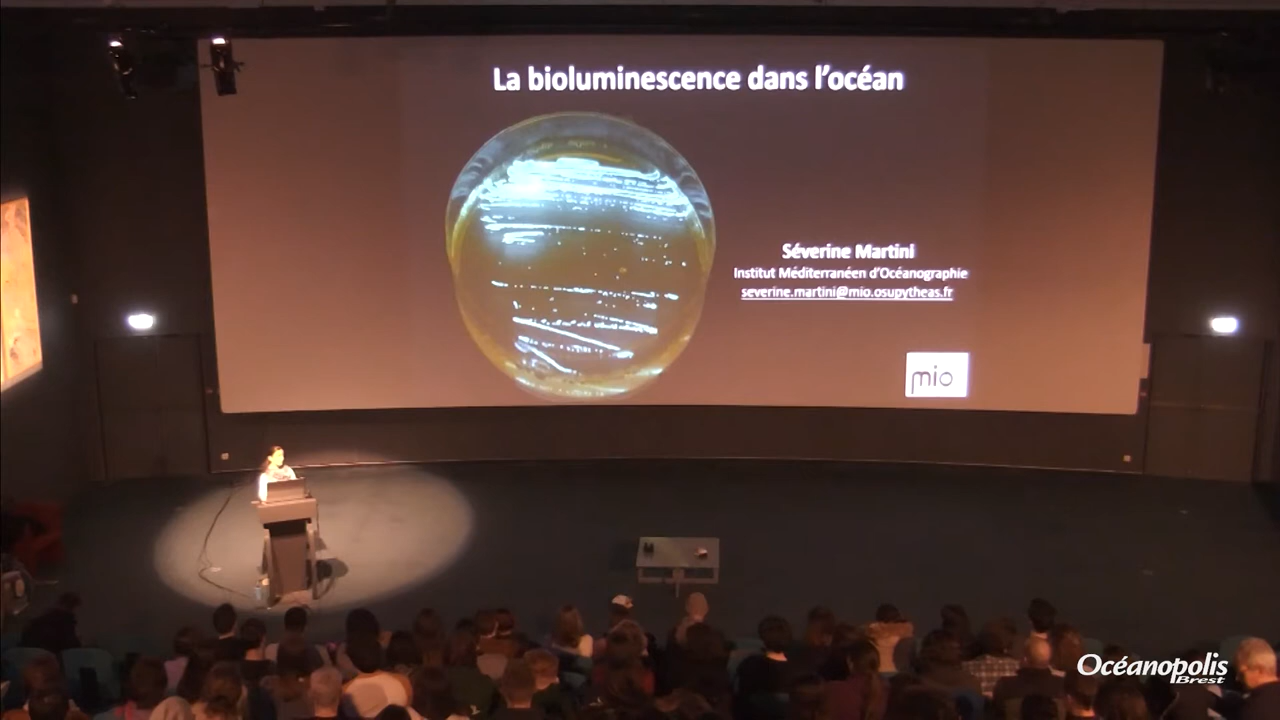 La bioluminescence dans l'océan
Séverine Martini
Institut Méditerranéen d'Océanographie
severine.martini@mio.osupytheas.fr
mio
Océanopolis
Brest